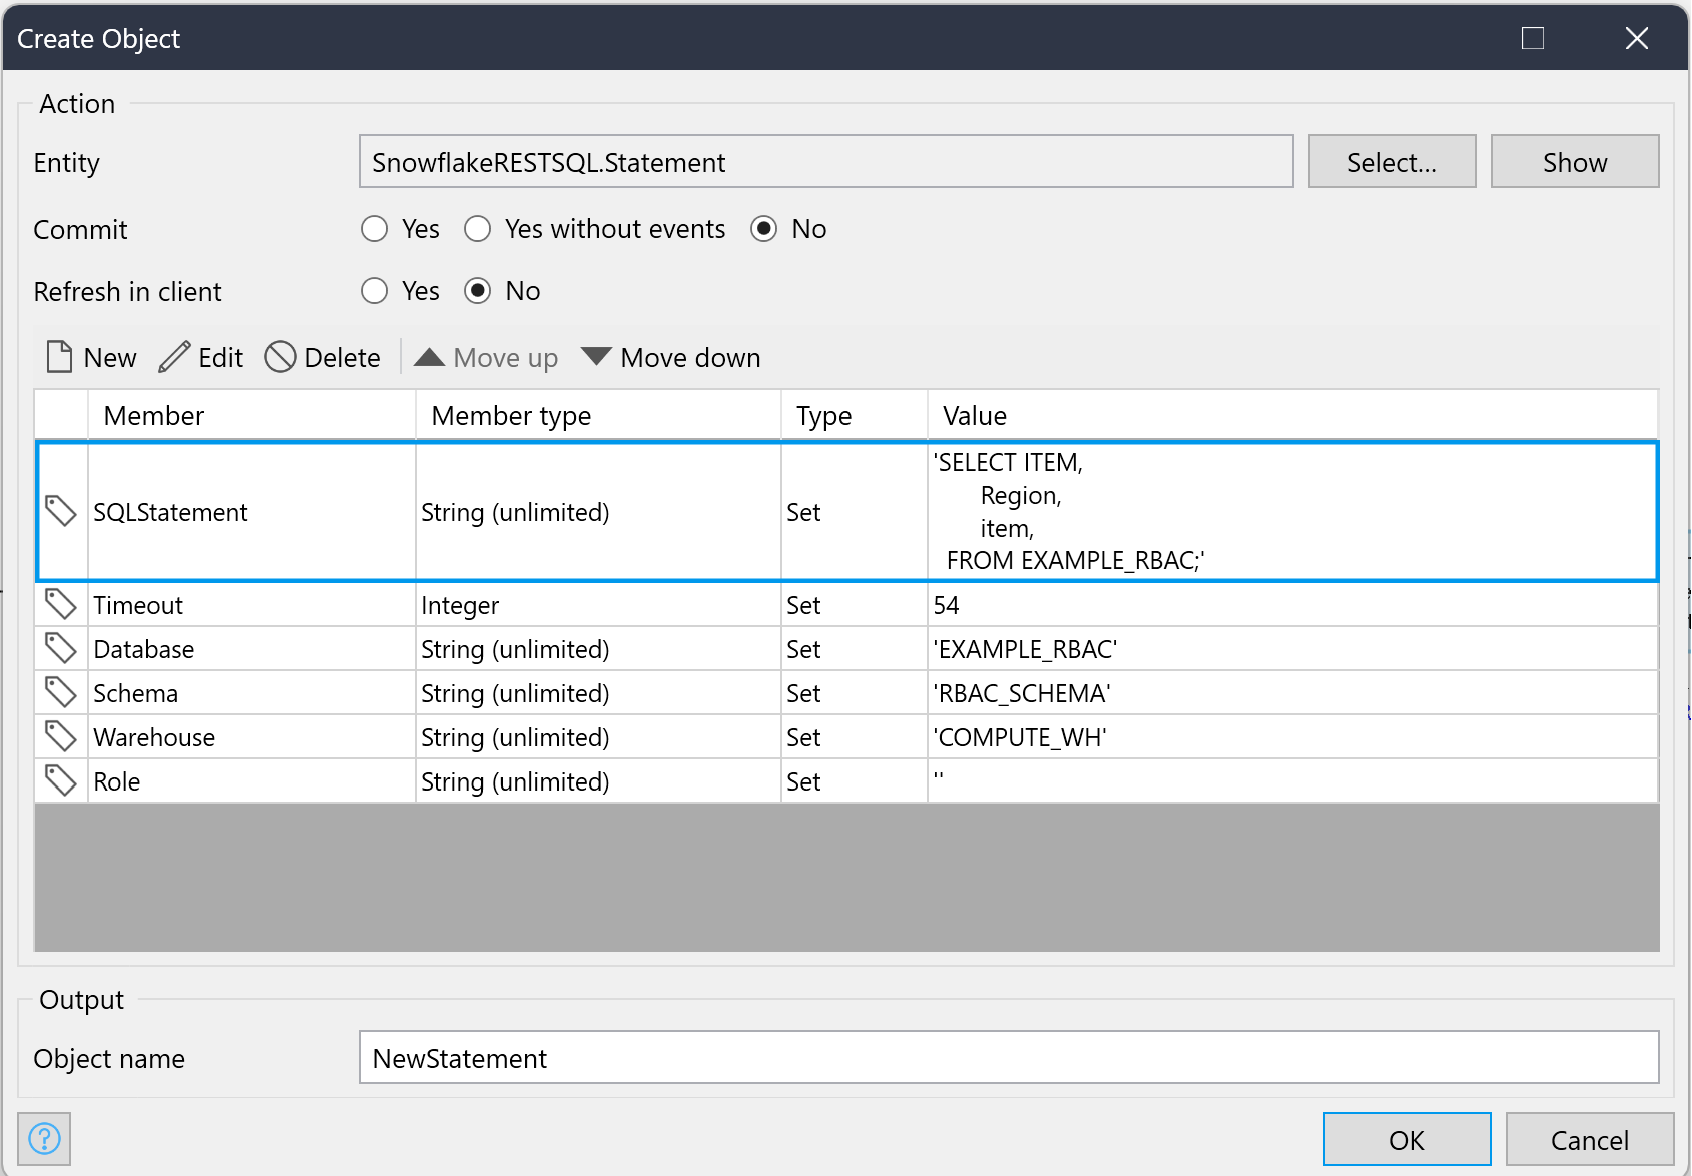 Create Object
Action
Entity SnowflakeRESTSQL.Statement Select... Show
Commit Yes Yes without events No
Refresh in client Yes No
New Edit Delete Move up Move down
Member Member type Type Value
SQLStatement String (unlimited) Set 'SELECT ITEM,
Region,
item,
FROM EXAMPLE_RBAC;'
Timeout Integer Set 54
Database String (unlimited) Set 'EXAMPLE_RBAC'
Schema String (unlimited) Set 'RBAC_SCHEMA'
Warehouse String (unlimited) Set 'COMPUTE_WH'
Role String (unlimited) Set ''
Output
Object name NewStatement
? OK Cancel